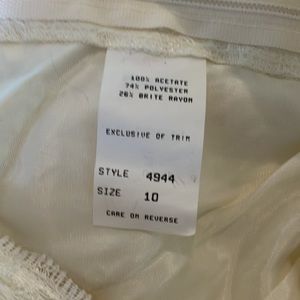 100% ACETATE
74% POLYESTER
26% BRITE RAYON
EXCLUSIVE OF TRIM
STYLE 4944
SIZE 10
CARE ON REVERSE